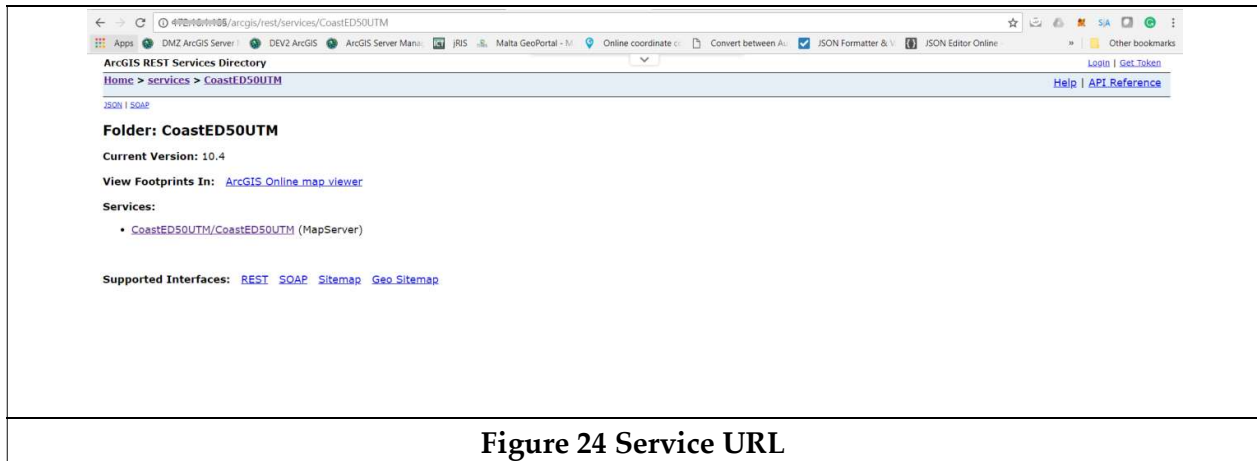 /arcgis/rest/services/CoastED50UTM
Apps DMZ ArcGIS Server DEV2 ArcGIS ArcGIS Server Mana jRIS Malta GeoPortal - M Online coordinate co Convert between Au JSON Formatter & V JSON Editor Online » Other bookmarks
ArcGIS REST Services Directory Login | Get Token
Home > services > CoastED50UTM Help | API Reference
JSON | SOAP
Folder: CoastED50UTM
Current Version: 10.4
View Footprints In: ArcGIS Online map viewer
Services:
• CoastED50UTM/CoastED50UTM (MapServer)
Supported Interfaces: REST SOAP Sitemap Geo Sitemap
Figure 24 Service URL